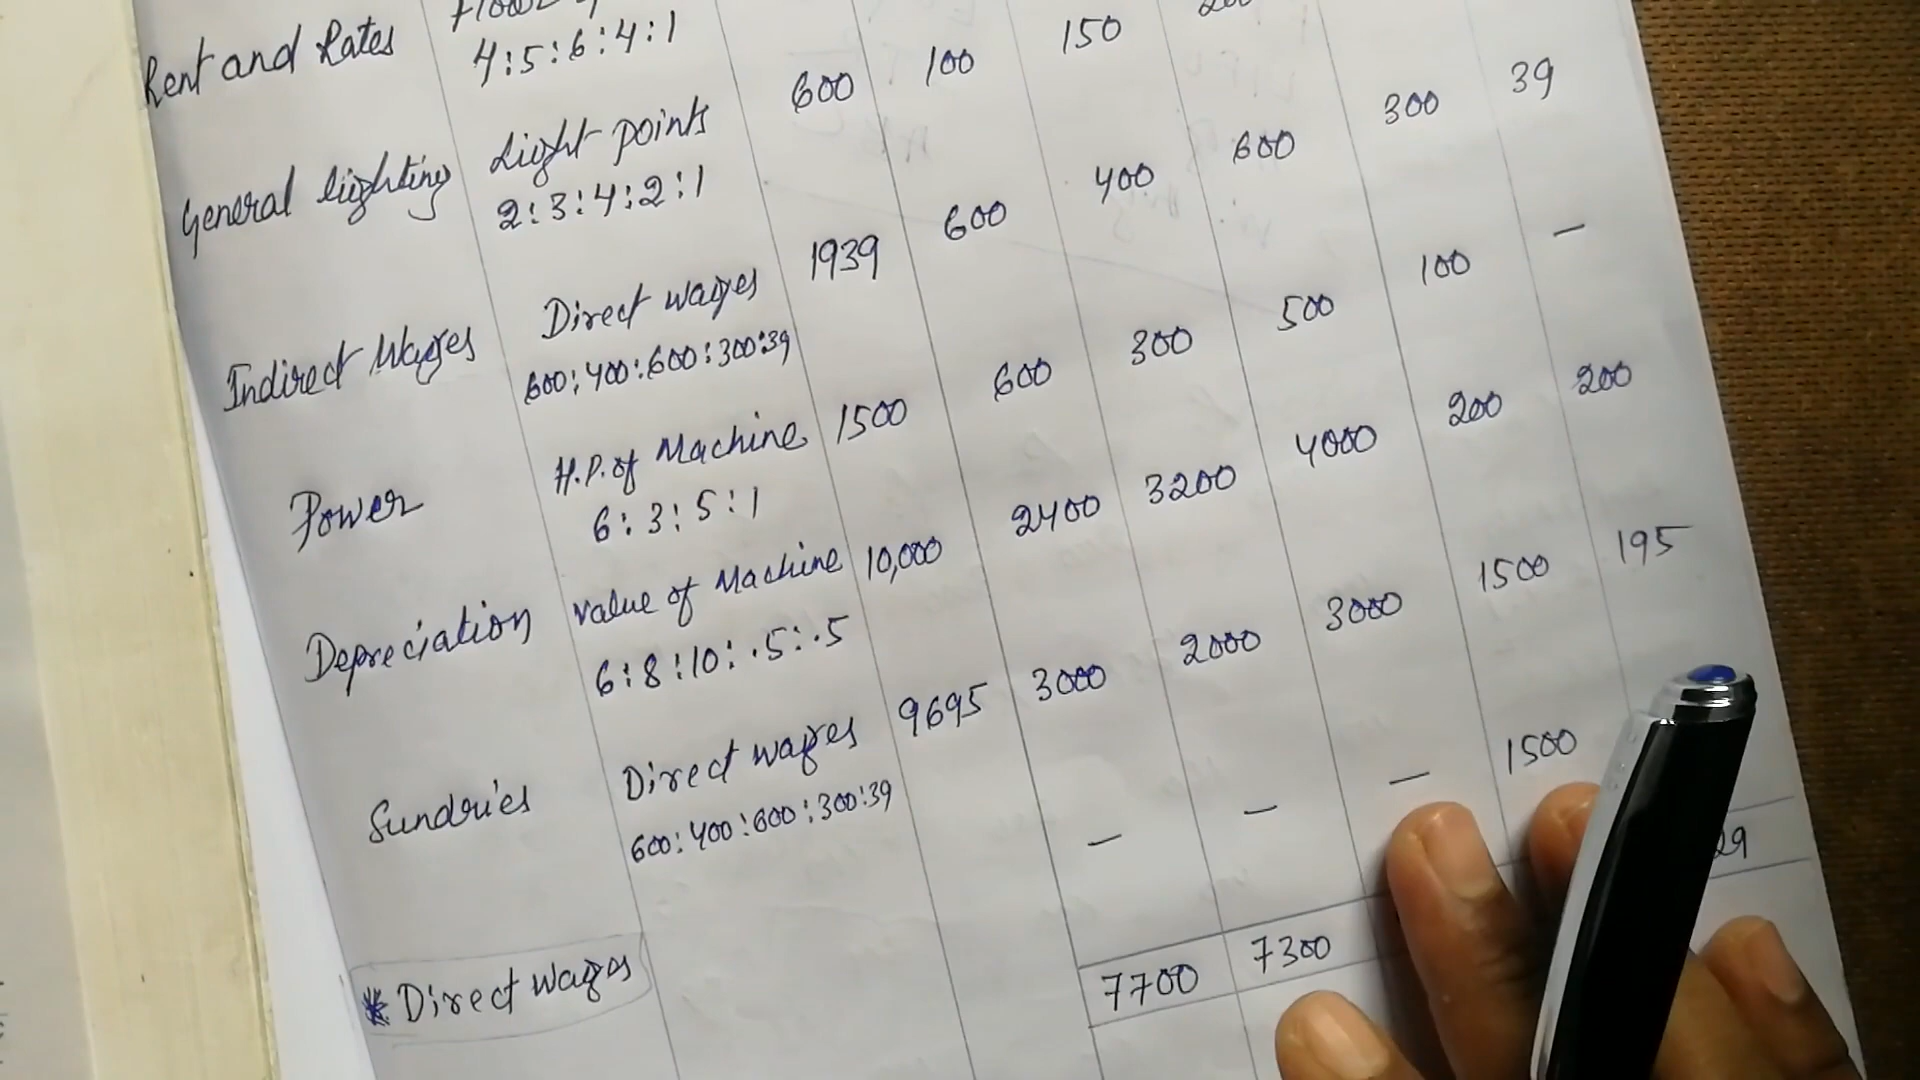 Rent and Rates
4:5:6:4:1
General lighting Light points 600 100 150
2:3:4:2:1
Indirect Wages Direct wages 1939 600 400 600 300 39
600:400:600:300:39
Power H.P. of Machine 1500 600 300 500 100 —
6:3:5:1
Depreciation Value of Machine 10,000 2400 3200 4000 200 200
6:8:10:.5:.5
Sundries Direct wages 9695 3000 2000 3000 1500 195
600:400:600:300:39
* Direct wages — — — 1500
7700 7300 29